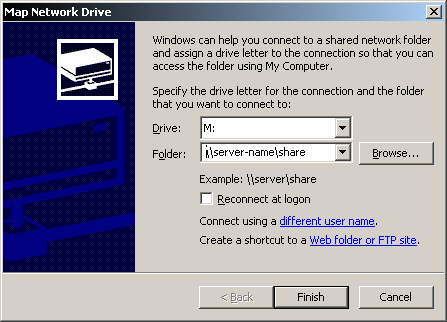 Map Network Drive
Windows can help you connect to a shared network folder
and assign a drive letter to the connection so that you can
access the folder using My Computer.
Specify the drive letter for the connection and the folder
that you want to connect to:
Drive: M:
Folder: \\server-name\share Browse...
Example: \\server\share
Reconnect at logon
Connect using a different user name.
Create a shortcut to a Web folder or FTP site.
< Back Finish Cancel